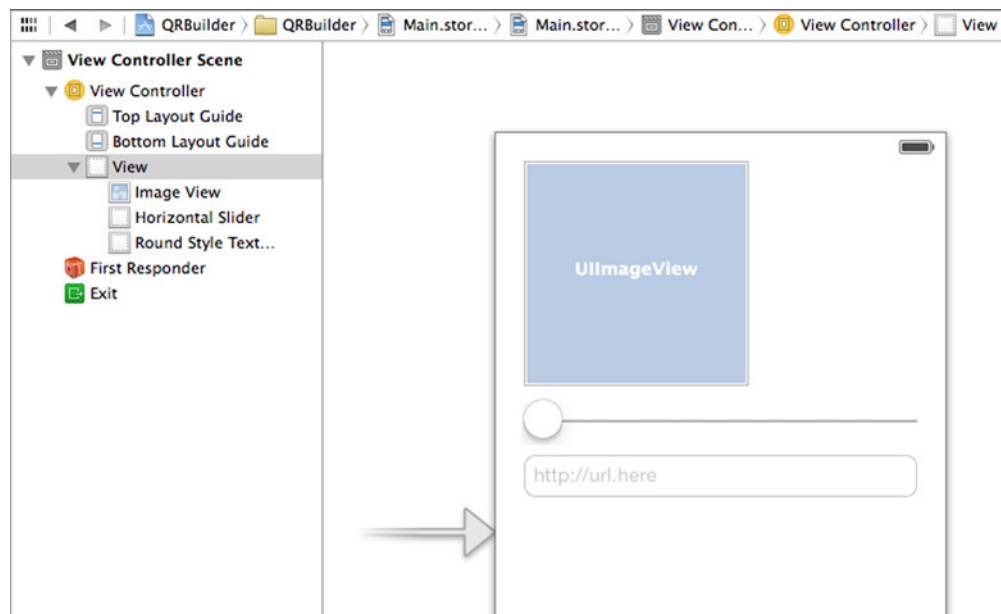 QRBuilder QRBuilder Main.stor... Main.stor... View Con... View Controller View
View Controller Scene
View Controller
Top Layout Guide
Bottom Layout Guide
View
Image View
Horizontal Slider
Round Style Text...
First Responder
Exit
UIImageView
http://url.here